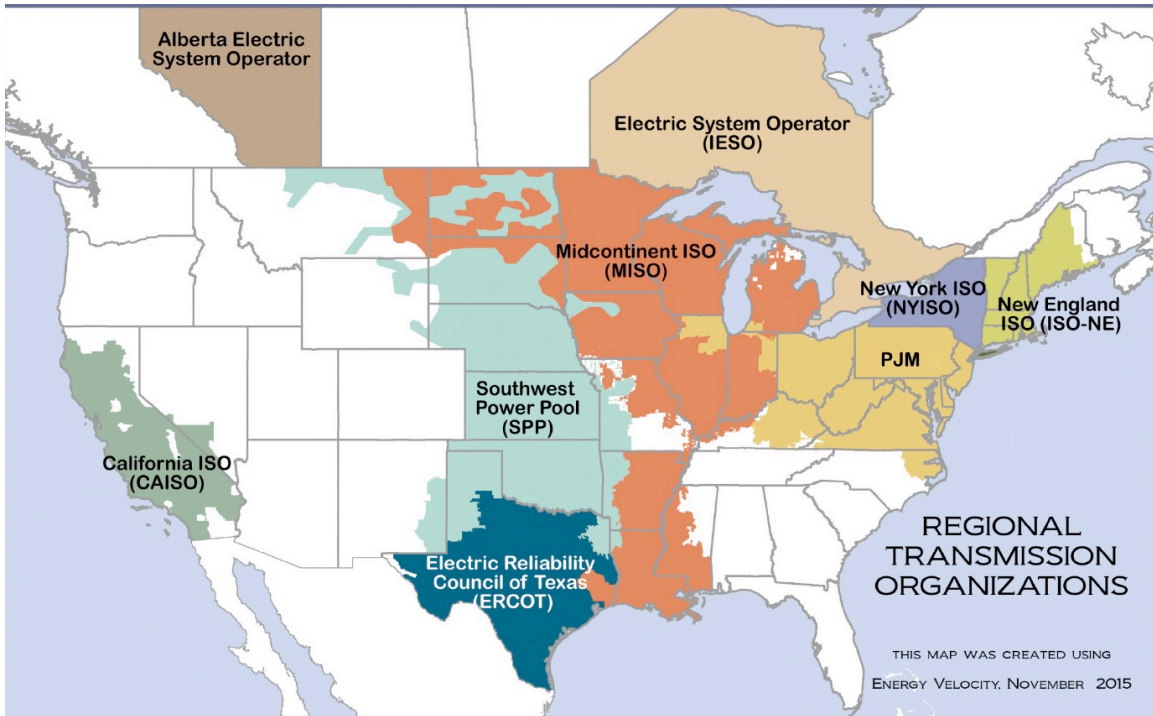 Alberta Electric
System Operator
Electric System Operator
(IESO)
Midcontinent ISO
(MISO)
New York ISO
(NYISO)
New England
ISO (ISO-NE)
PJM
Southwest
Power Pool
(SPP)
California ISO
(CAISO)
Electric Reliability
Council of Texas
(ERCOT)
REGIONAL
TRANSMISSION
ORGANIZATIONS
THIS MAP WAS CREATED USING
ENERGY VELOCITY, NOVEMBER 2015